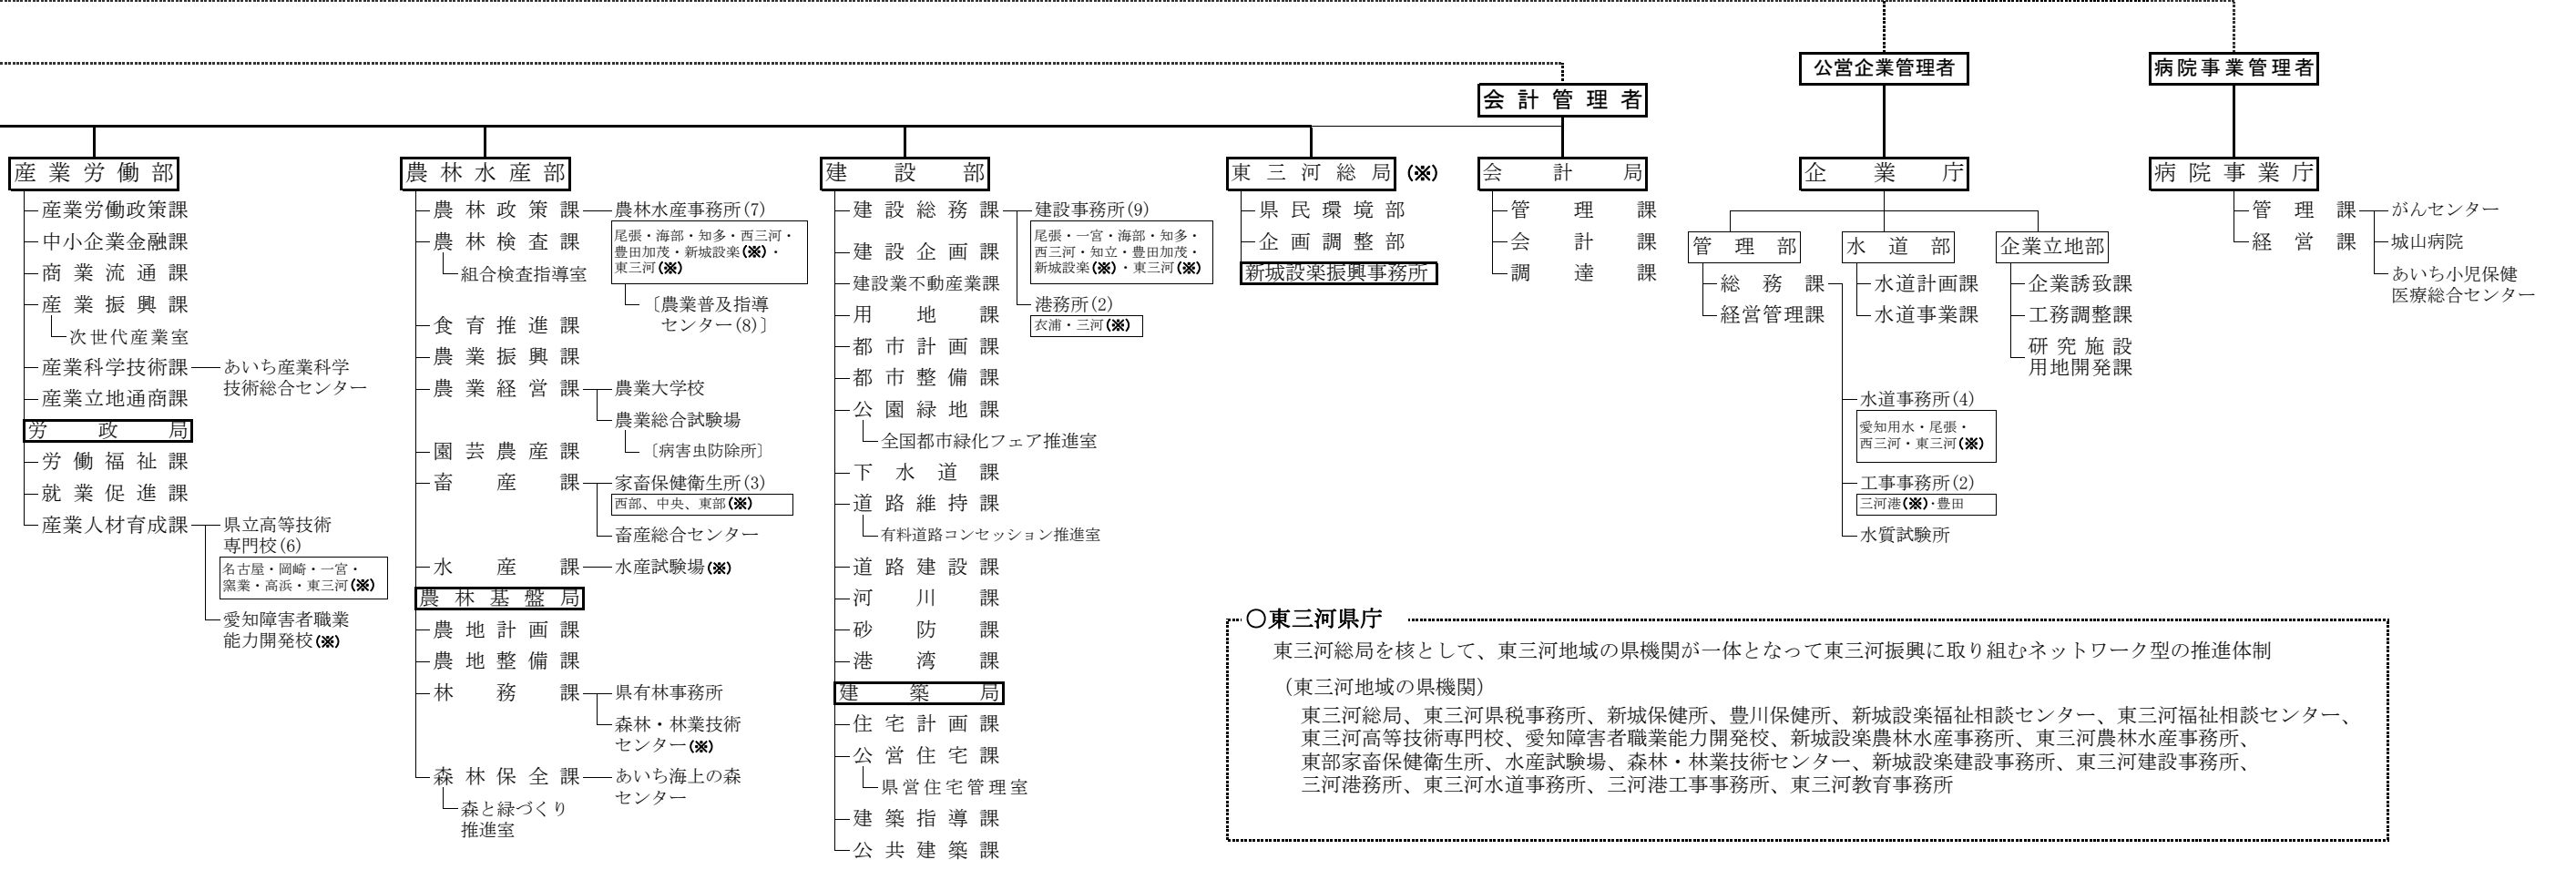 公営企業管理者
病院事業管理者
会計管理者
産業労働部
産業労働政策課
中小企業金融課
商業流通課
産業振興課
次世代産業室
産業科学技術課
あいち産業科学
技術総合センター
産業立地通商課
労政局
労働福祉課
就業促進課
産業人材育成課
県立高等技術
専門校(6)
名古屋・岡崎・一宮・
窯業・高浜・東三河(※)
愛知障害者職業
能力開発校(※)
農林水産部
農林政策課
農林水産事務所(7)
尾張・海部・知多・西三河・
豊田加茂・新城設楽(※)・
東三河(※)
〔農業普及指導
センター(8)〕
農林検査課
組合検査指導室
食育推進課
農業振興課
農業経営課
農業大学校
農業総合試験場
〔病害虫防除所〕
園芸農産課
畜産課
家畜保健衛生所(3)
西部、中央、東部(※)
畜産総合センター
水産課
水産試験場(※)
農林基盤局
農地計画課
農地整備課
林務課
県有林事務所
森林・林業技術
センター(※)
森林保全課
あいち海上の森
センター
森と緑づくり
推進室
建設部
建設総務課
建設事務所(9)
尾張・一宮・海部・知多・
西三河・知立・豊田加茂・
新城設楽(※)・東三河(※)
港務所(2)
衣浦・三河(※)
建設企画課
建設業不動産業課
用地課
都市計画課
都市整備課
公園緑地課
全国都市緑化フェア推進室
下水道課
道路維持課
有料道路コンセッション推進室
道路建設課
河川課
砂防課
港湾課
建築局
住宅計画課
公営住宅課
県営住宅管理室
建築指導課
公共建築課
東三河総局(※)
県民環境部
企画調整部
新城設楽振興事務所
会計局
管理課
会計課
調達課
企業庁
管理部
総務課
経営管理課
水道事務所(4)
愛知用水・尾張・
西三河・東三河(※)
工事事務所(2)
三河港(※)・豊田
水質試験所
水道部
水道計画課
水道事業課
企業立地部
企業誘致課
工務調整課
研究施設
用地開発課
病院事業庁
管理課
経営課
がんセンター
城山病院
あいち小児保健
医療総合センター
○東三河県庁
東三河総局を核として、東三河地域の県機関が一体となって東三河振興に取り組むネットワーク型の推進体制
（東三河地域の県機関）
東三河総局、東三河県税事務所、新城保健所、豊川保健所、新城設楽福祉相談センター、東三河福祉相談センター、
東三河高等技術専門校、愛知障害者職業能力開発校、新城設楽農林水産事務所、東三河農林水産事務所、
東部家畜保健衛生所、水産試験場、森林・林業技術センター、新城設楽建設事務所、東三河建設事務所、
三河港務所、東三河水道事務所、三河港工事事務所、東三河教育事務所